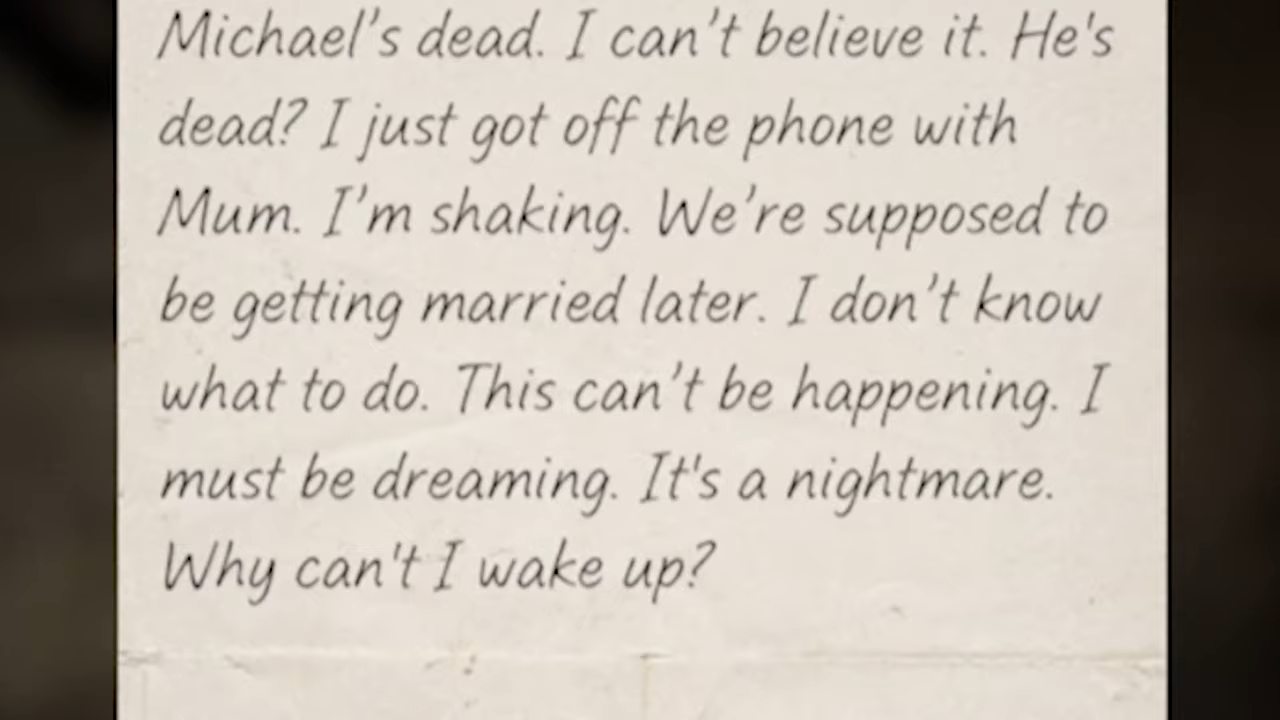 Michael’s dead. I can’t believe it. He's
dead? I just got off the phone with
Mum. I’m shaking. We’re supposed to
be getting married later. I don’t know
what to do. This can’t be happening. I
must be dreaming. It's a nightmare.
Why can't I wake up?